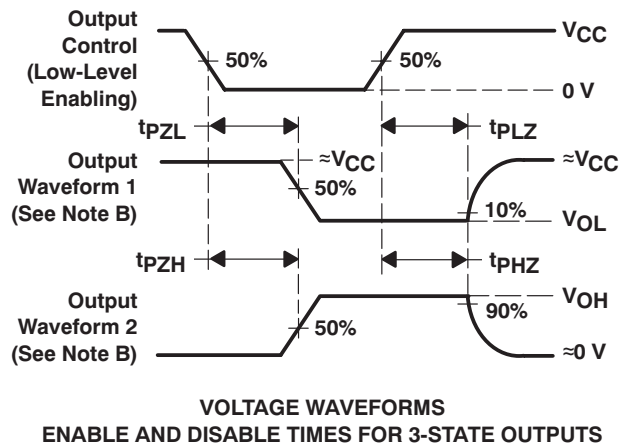 Output
Control
(Low-Level
Enabling)
50%
50%
VCC
0 V
tPZL
tPLZ
Output
Waveform 1
(See Note B)
≈VCC
50%
≈VCC
10%
VOL
tPZH
tPHZ
Output
Waveform 2
(See Note B)
50%
VOH
90%
≈0 V
VOLTAGE WAVEFORMS
ENABLE AND DISABLE TIMES FOR 3-STATE OUTPUTS